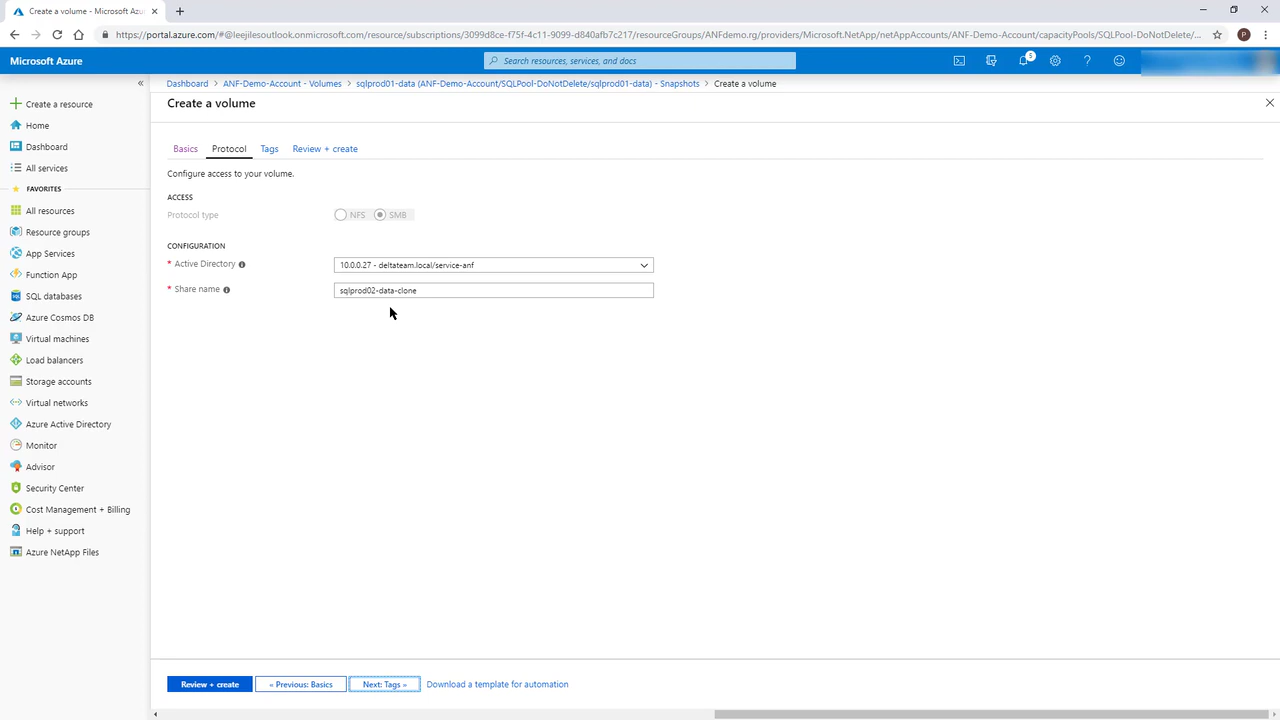 Create a volume - Microsoft Azu
https://portal.azure.com/#@leejilesoutlook.onmicrosoft.com/resource/subscriptions/3099d8ce-f75f-4c11-9099-d840afb7c217/resourceGroups/ANFdemo.rg/providers/Microsoft.NetApp/netAppAccounts/ANF-Demo-Account/capacityPools/SQLPool-DoNotDelete/...
P
Microsoft Azure
Search resources, services, and docs
5
Dashboard > ANF-Demo-Account - Volumes > sqlprod01-data (ANF-Demo-Account/SQLPool-DoNotDelete/sqlprod01-data) - Snapshots > Create a volume
Create a volume
Create a resource
Home
Dashboard
All services
FAVORITES
All resources
Resource groups
App Services
Function App
SQL databases
Azure Cosmos DB
Virtual machines
Load balancers
Storage accounts
Virtual networks
Azure Active Directory
Monitor
Advisor
Security Center
Cost Management + Billing
Help + support
Azure NetApp Files
Basics Protocol Tags Review + create
Configure access to your volume.
ACCESS
Protocol type NFS SMB
CONFIGURATION
* Active Directory 10.0.0.27 - deltateam.local/service-anf
* Share name sqlprod02-data-clone
Review + create « Previous: Basics Next: Tags » Download a template for automation